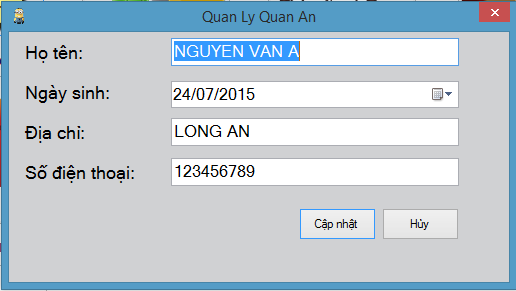 Quan Ly Quan An
Họ tên: NGUYEN VAN A
Ngày sinh: 24/07/2015
Địa chỉ: LONG AN
Số điện thoại: 123456789
Cập nhật Hủy